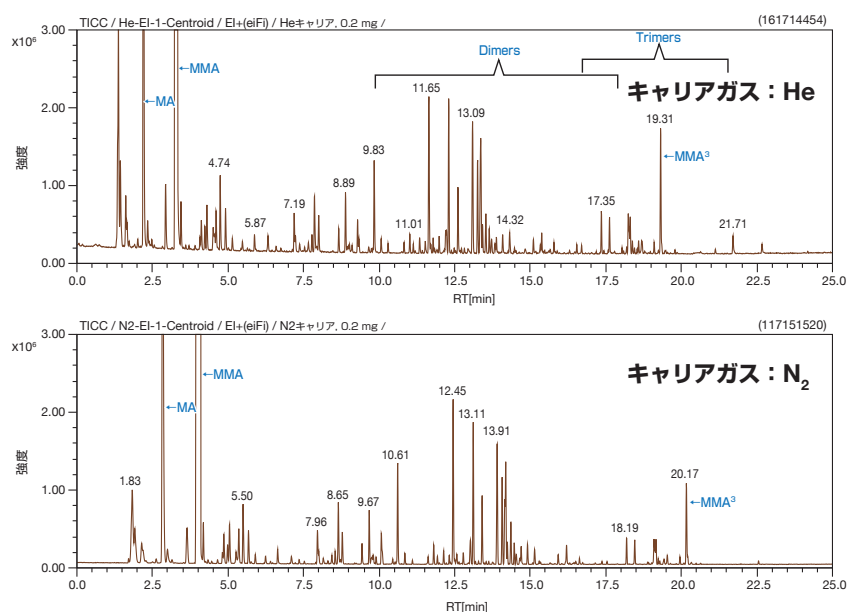 TICC / He-EI-1-Centroid / EI+(eiFi) / Heキャリア, 0.2 mg /
(161714454)
3.00
x10⁶
2.00
1.00
0.00
強度
←MA
←MMA
Dimers
Trimers
キャリアガス：He
4.74
5.87
7.19
8.89
9.83
11.01
11.65
13.09
14.32
17.35
19.31
←MMA³
21.71
0.0 2.5 5.0 7.5 10.0 12.5 15.0 17.5 20.0 22.5 25.0
RT[min]
TICC / N2-EI-1-Centroid / EI+(eiFi) / N2キャリア, 0.2 mg /
(117151520)
3.00
x10⁶
2.00
1.00
0.00
強度
←MA
←MMA
キャリアガス：N₂
1.83
5.50
7.96
8.65
9.67
10.61
12.45
13.11
13.91
18.19
20.17
←MMA³
0.0 2.5 5.0 7.5 10.0 12.5 15.0 17.5 20.0 22.5 25.0
RT[min]